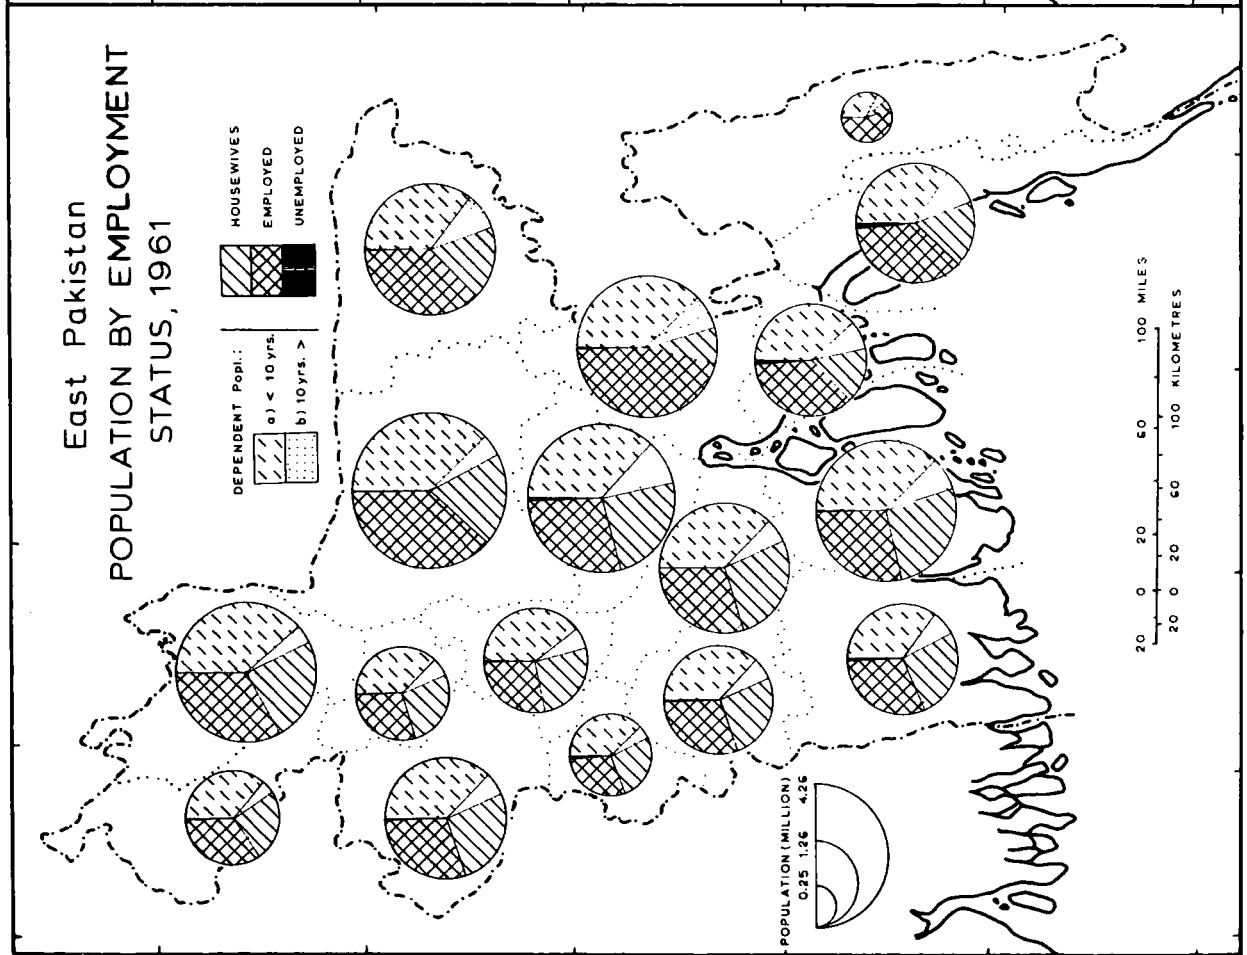 East Pakistan
POPULATION BY EMPLOYMENT
STATUS, 1961
DEPENDENT Popl.:
a) < 10 yrs.
b) 10 yrs. >
HOUSEWIVES
EMPLOYED
UNEMPLOYED
POPULATION (MILLION)
0.25 1.26 4.26
20 0 20 60 60 100 MILES
20 0 20 60 100 KILOMETRES